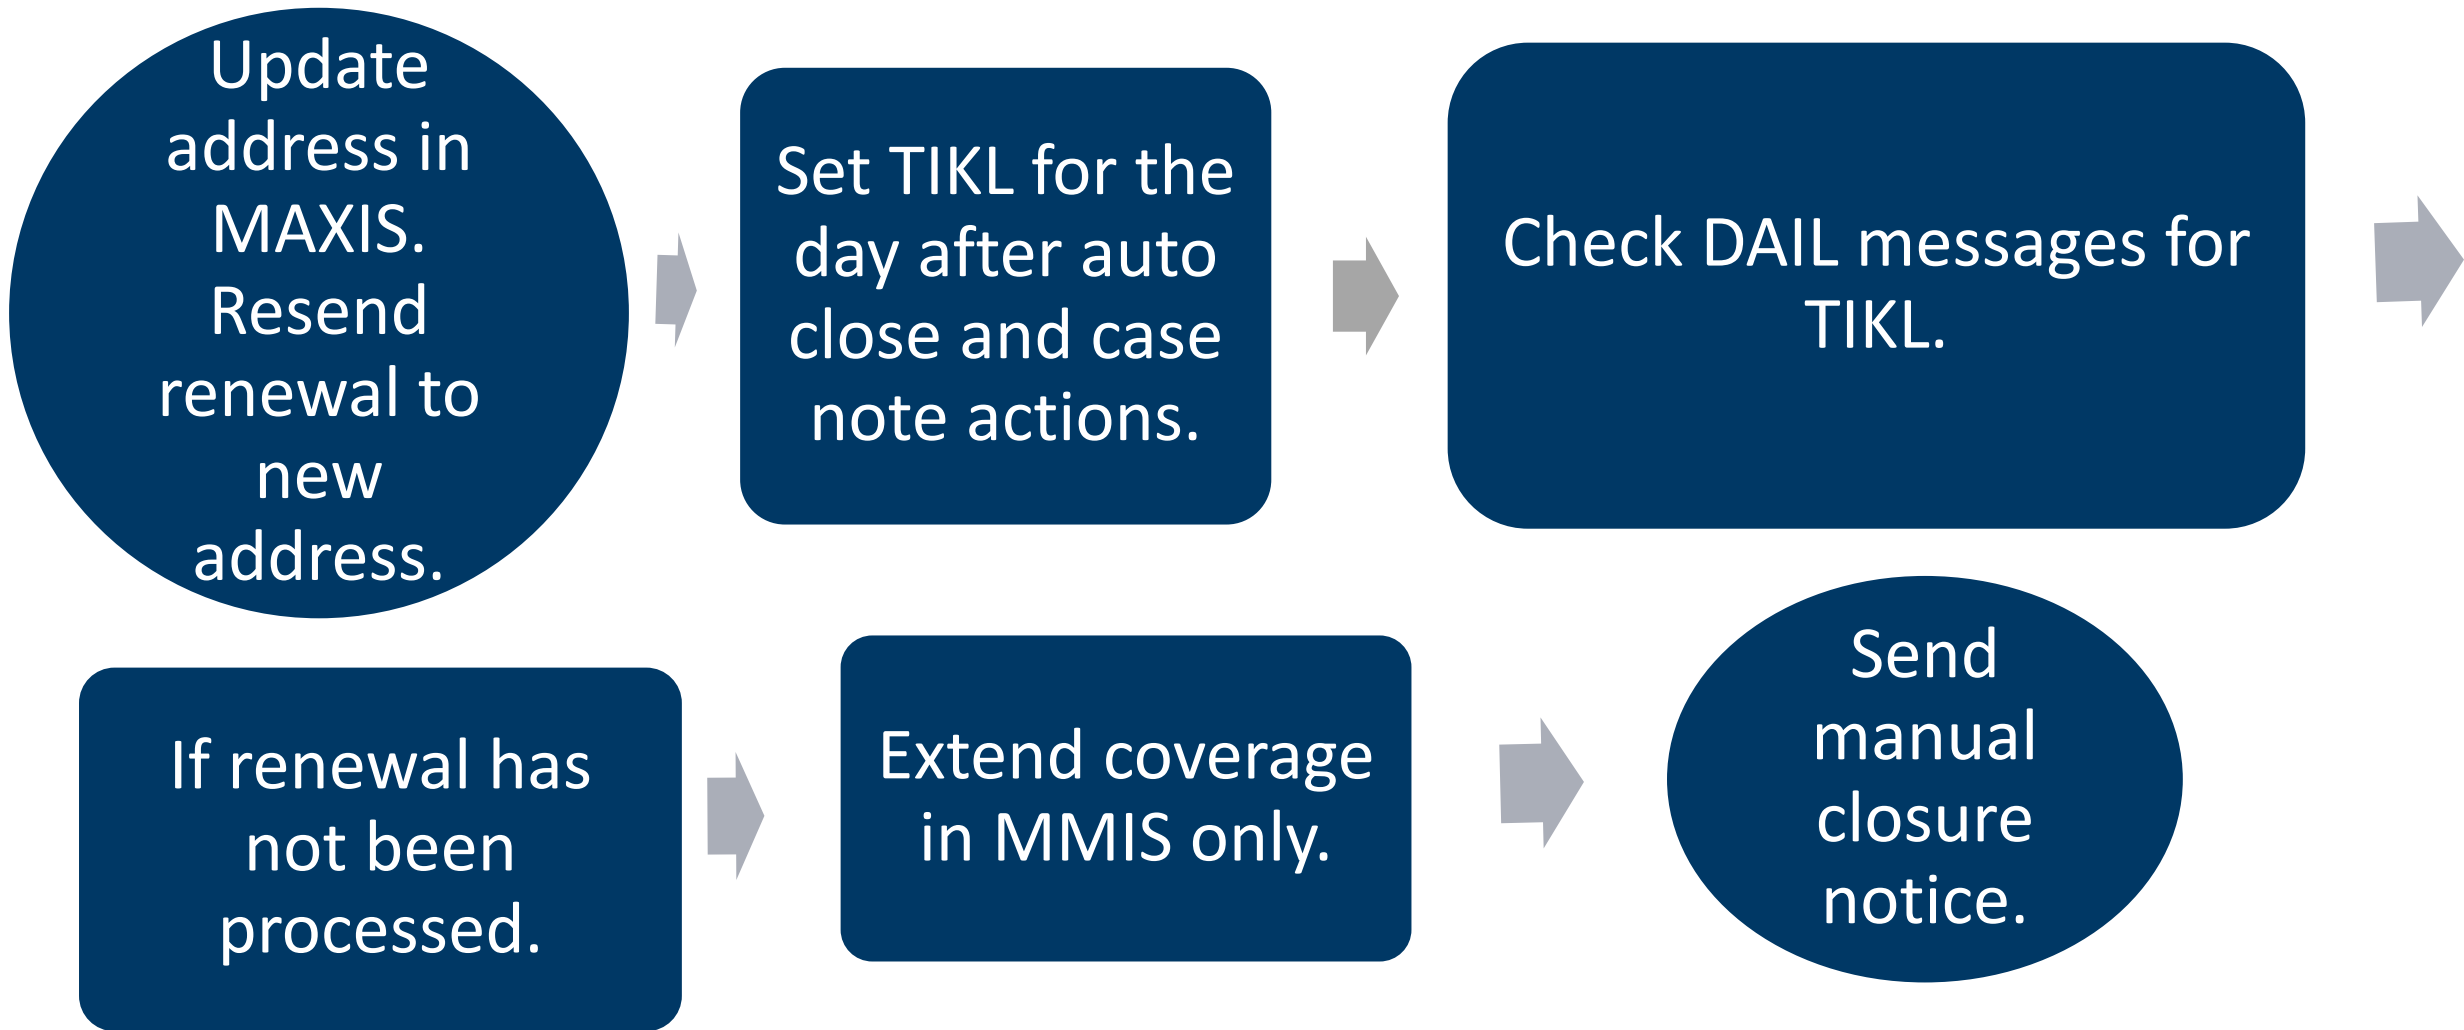 Update
address in
MAXIS.
Resend
renewal to
new
address.
Set TIKL for the
day after auto
close and case
note actions.
Check DAIL messages for
TIKL.
If renewal has
not been
processed.
Extend coverage
in MMIS only.
Send
manual
closure
notice.